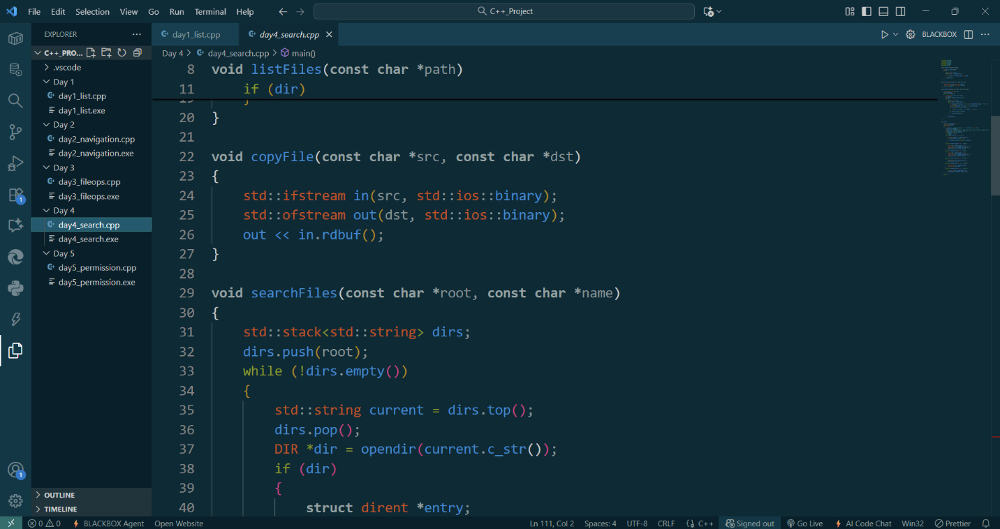 File Edit Selection View Go Run Terminal Help
C++_Project
EXPLORER
day1_list.cpp
day4_search.cpp
BLACKBOX
C++_PRO...
Day 4 > day4_search.cpp > main()
.vscode
Day 1
day1_list.cpp
day1_list.exe
Day 2
day2_navigation.cpp
day2_navigation.exe
Day 3
day3_fileops.cpp
day3_fileops.exe
Day 4
day4_search.cpp
day4_search.exe
Day 5
day5_permission.cpp
day5_permission.exe
OUTLINE
TIMELINE
1
1
8 void listFiles(const char *path)
11 if (dir)
20 }
21
22 void copyFile(const char *src, const char *dst)
23 {
24 std::ifstream in(src, std::ios::binary);
25 std::ofstream out(dst, std::ios::binary);
26 out << in.rdbuf();
27 }
28
29 void searchFiles(const char *root, const char *name)
30 {
31 std::stack<std::string> dirs;
32 dirs.push(root);
33 while (!dirs.empty())
34 {
35 std::string current = dirs.top();
36 dirs.pop();
37 DIR *dir = opendir(current.c_str());
38 if (dir)
39 {
40 struct dirent *entry;
0 0 BLACKBOX Agent Open Website Ln 111, Col 2 Spaces: 4 UTF-8 CRLF {} C++ Signed out Go Live AI Code Chat Win32 Prettier